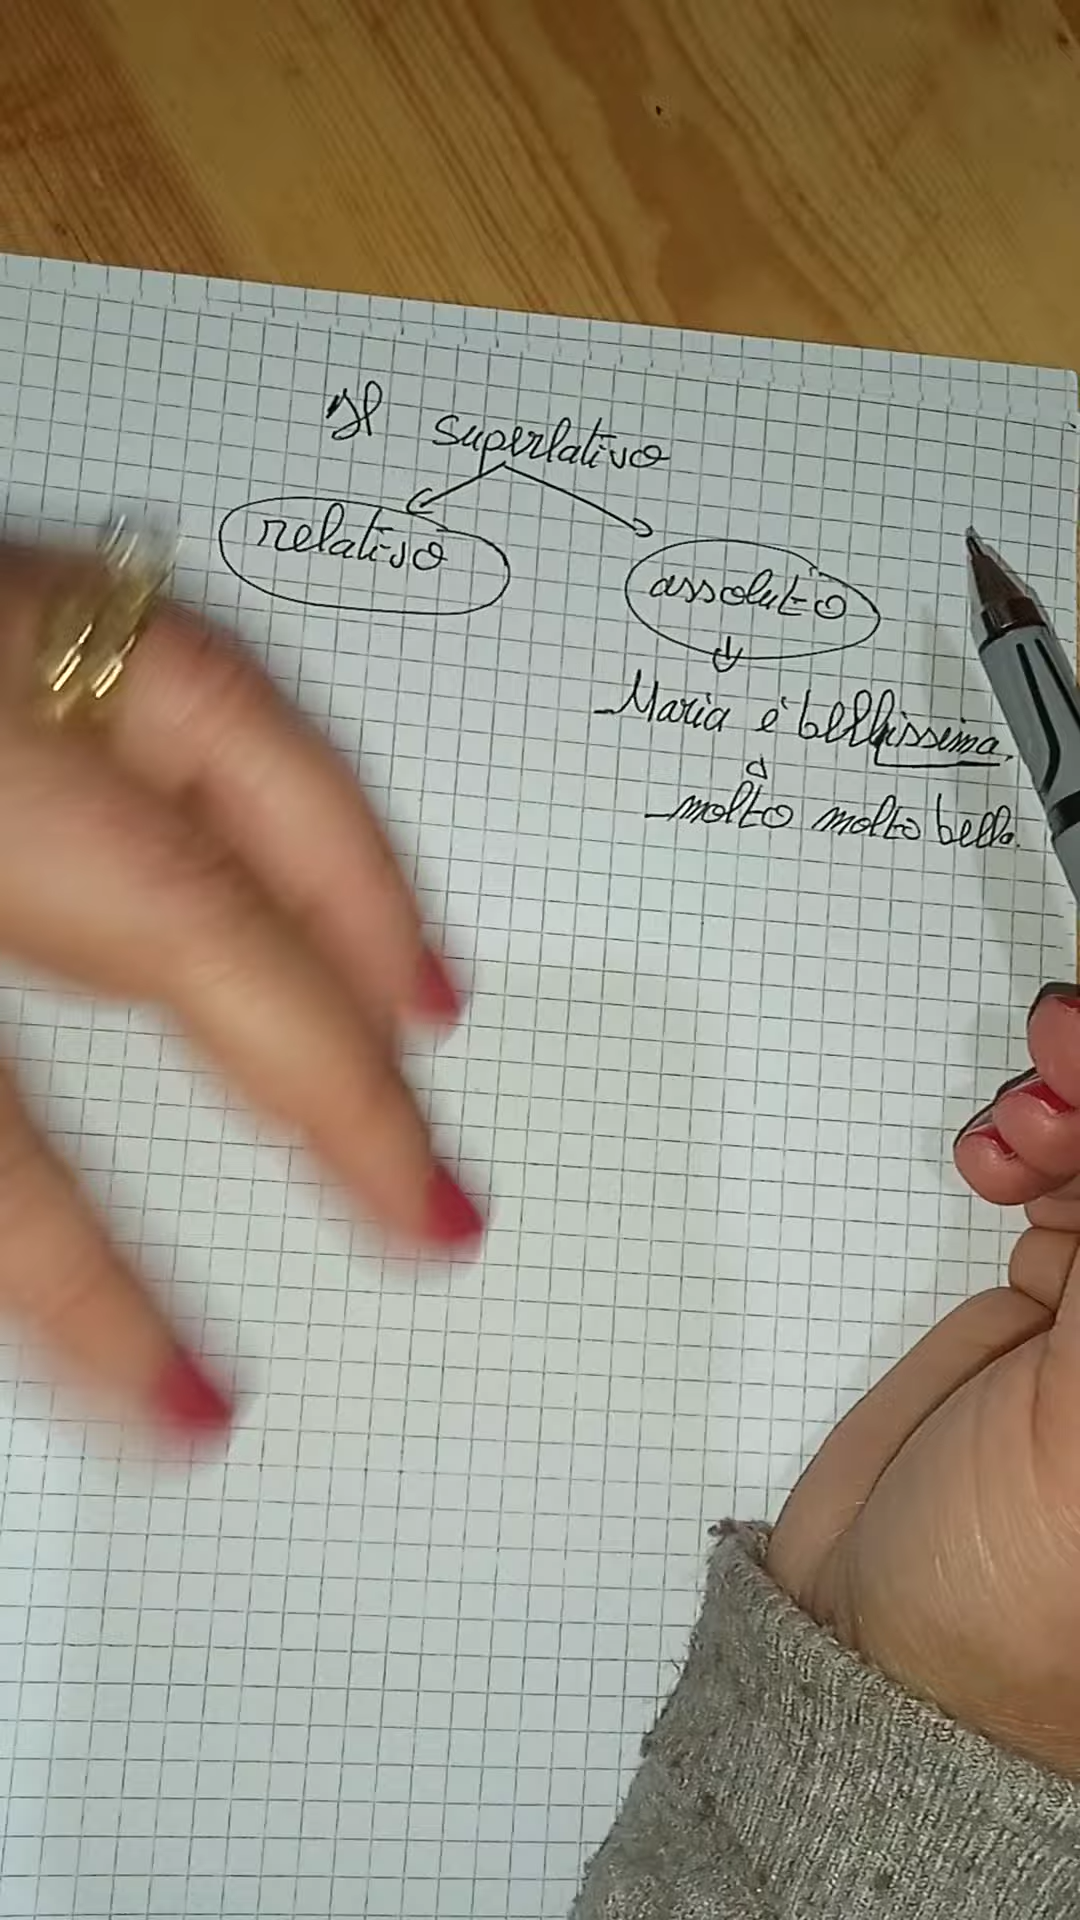 Il superlativo
relativo
assoluto
- Maria è bellissima.
- molto molto bella.